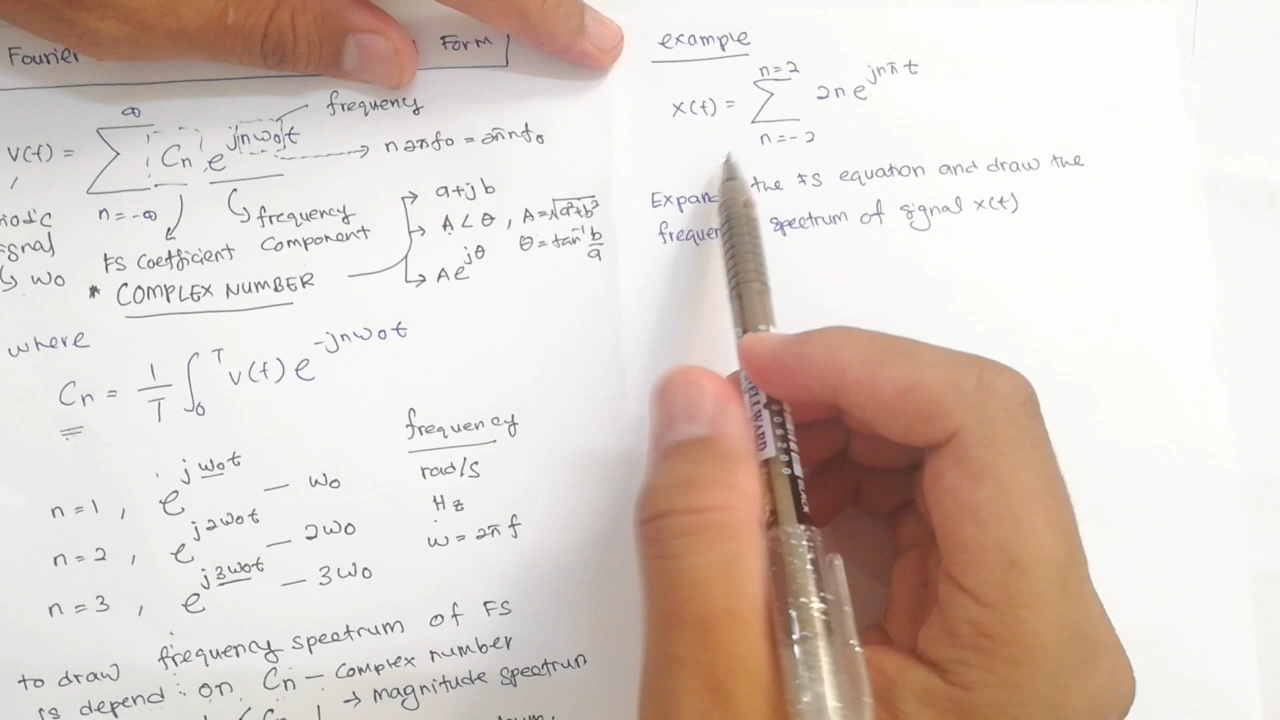 Fourier Form
∞
v(t) = Σ Cn e^jnω0t
n=-∞
frequency
n2πf0 = 2πnf0
frequency
Component
FS Coefficient
* COMPLEX NUMBER
a+jb
A∠θ , A=√a²+b²
θ=tan⁻¹ b/a
Ae^jθ
ω0
where
Cn = 1/T ∫₀ᵀ v(t) e^-jnω0t
n=1 , e^jω0t — ω0
n=2 , e^j2ω0t — 2ω0
n=3 , e^j3ω0t — 3ω0
frequency
rad/s
Hz
ω = 2πf
to draw frequency spectrum of FS
is depend on Cn – complex number
→ magnitude spectrum
example
n=2
x(t) = Σ 2n e^jnπt
n=-2
the FS equation and draw the
spectrum of signal x(t)
BLACK